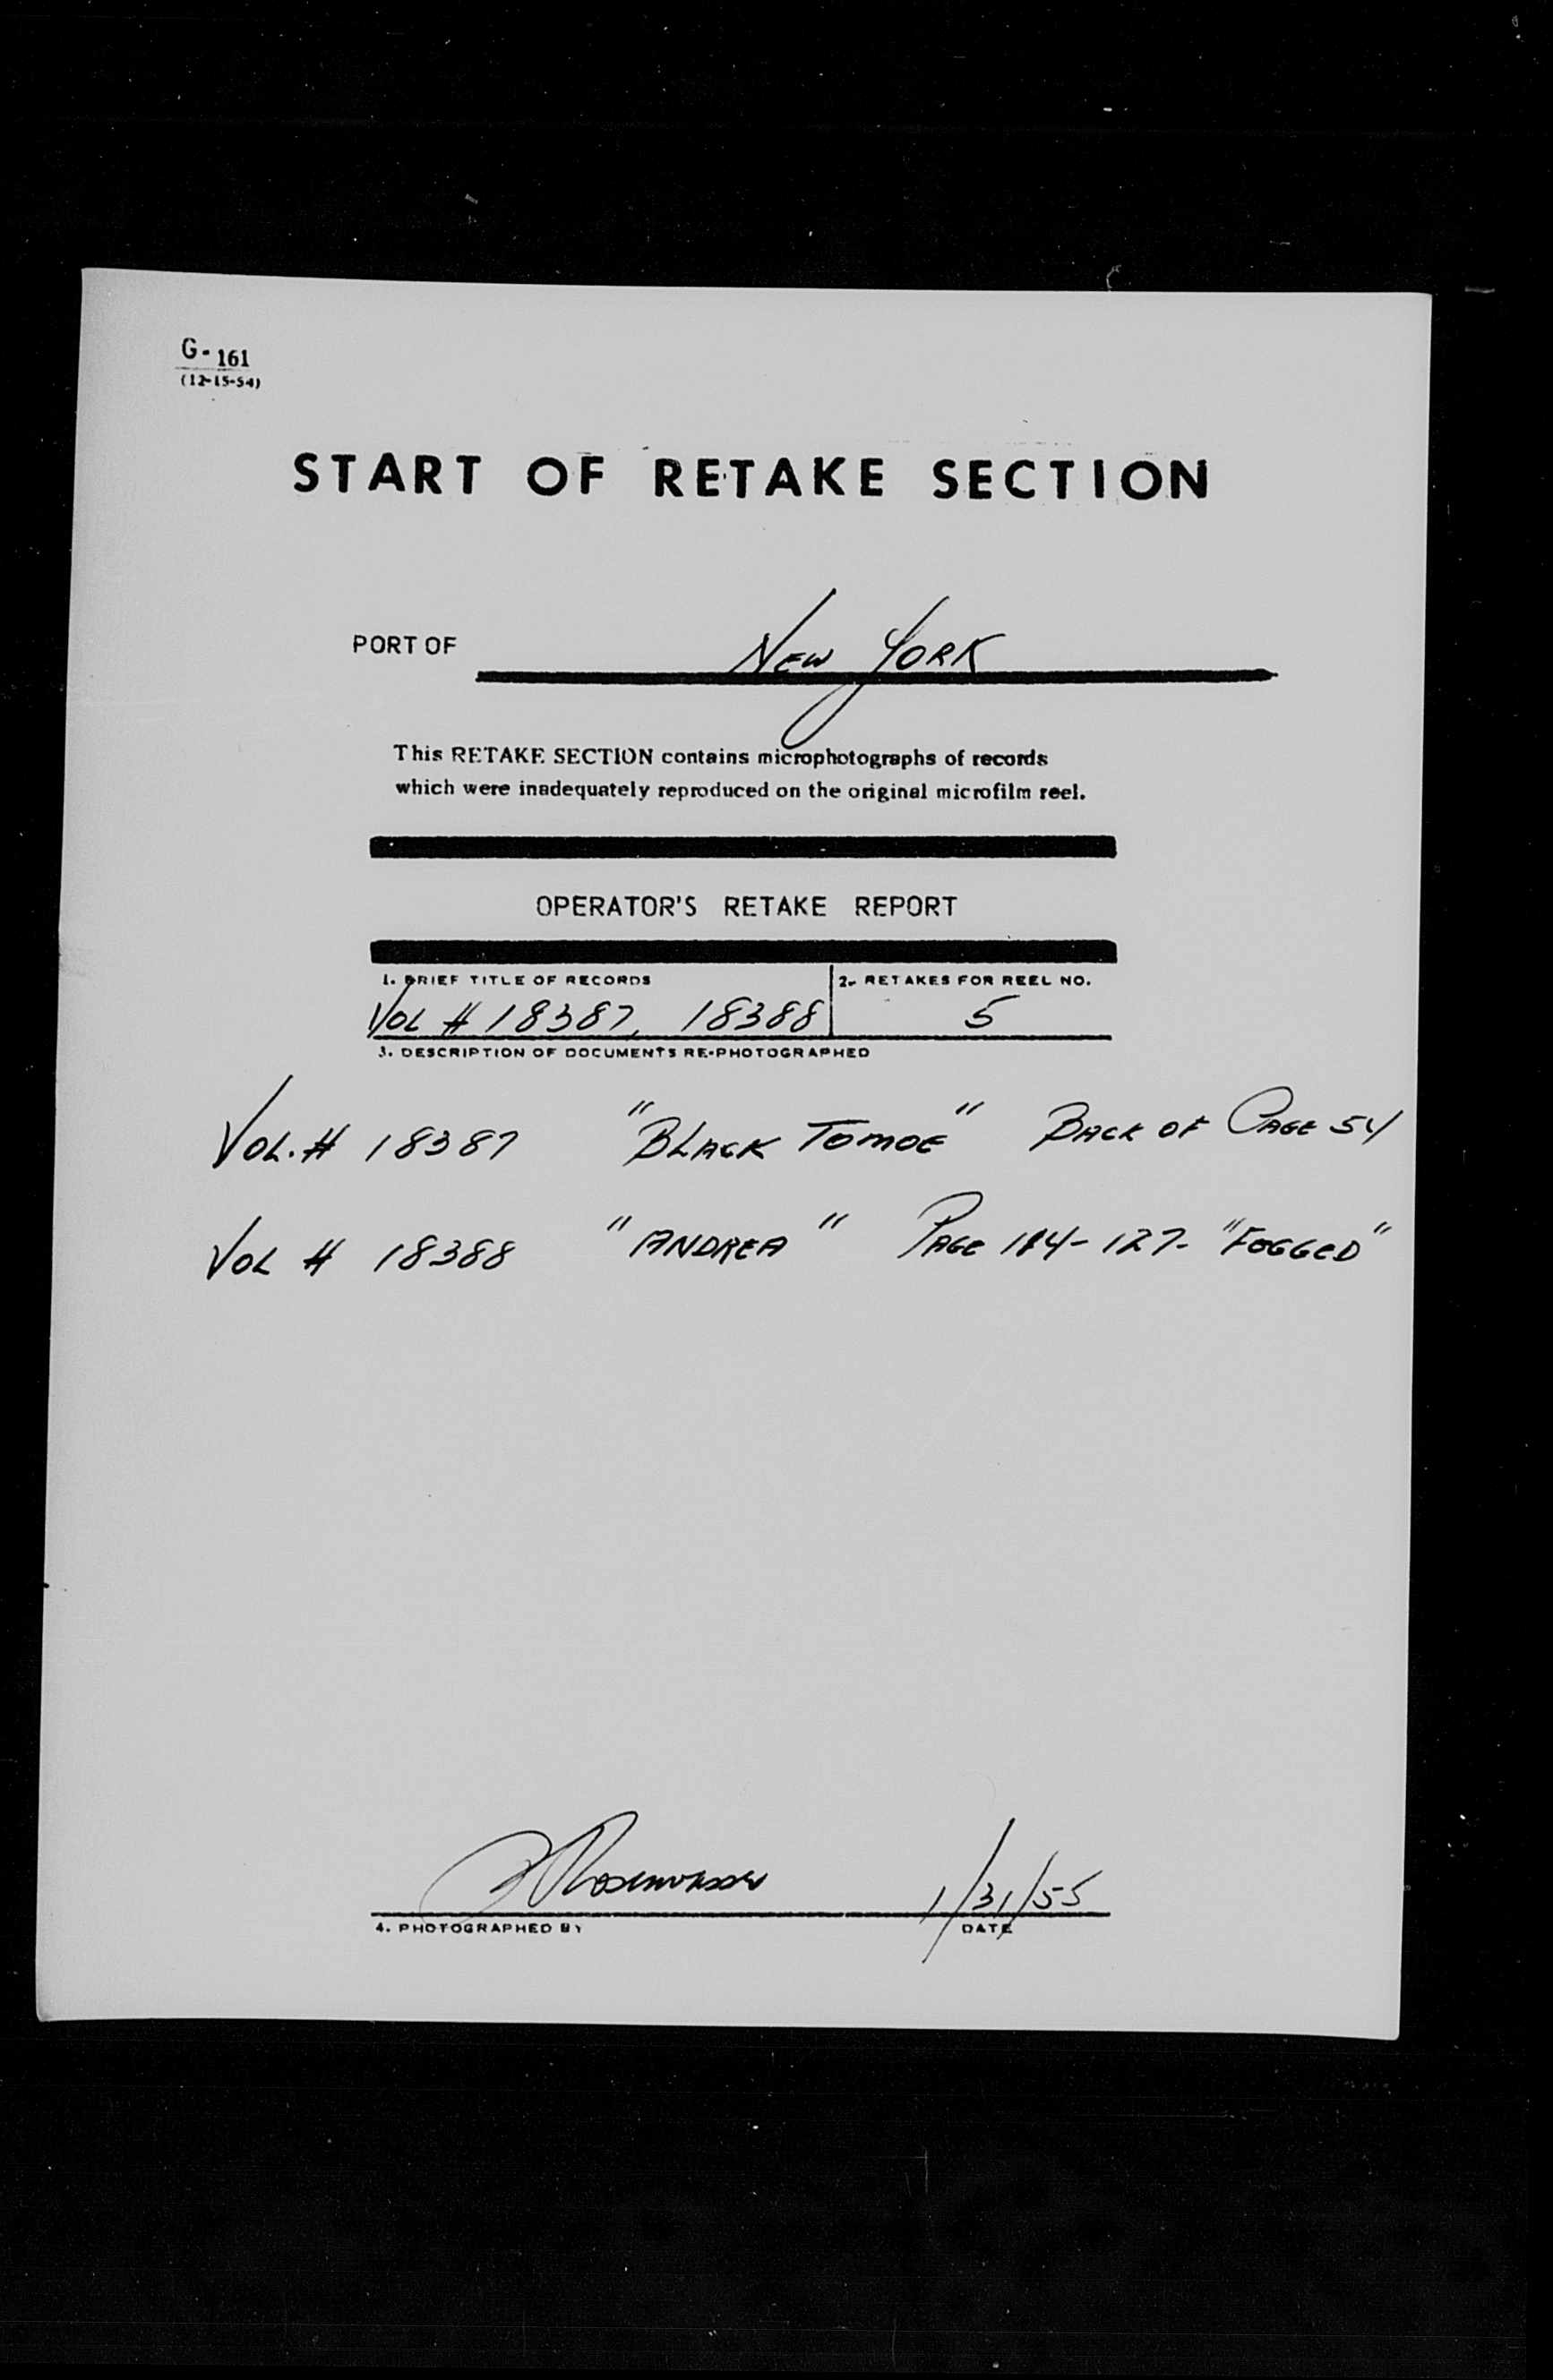 G-161
(12-15-54)
START OF RETAKE SECTION
PORT OF NEW YORK
This RETAKE SECTION contains microphotographs of records
which were inadequately reproduced on the original microfilm reel.
OPERATOR'S RETAKE REPORT
1. BRIEF TITLE OF RECORDS 2. RETAKES FOR REEL NO.
VOL # 18387, 18388 5
3. DESCRIPTION OF DOCUMENTS RE-PHOTOGRAPHED
VOL. # 18387 "BLACK TOMOE" BACK OF PAGE 54
VOL # 18388 "ANDREA" PAGE 127- "FOGGED"
1/31/55
4. PHOTOGRAPHED BY DATE